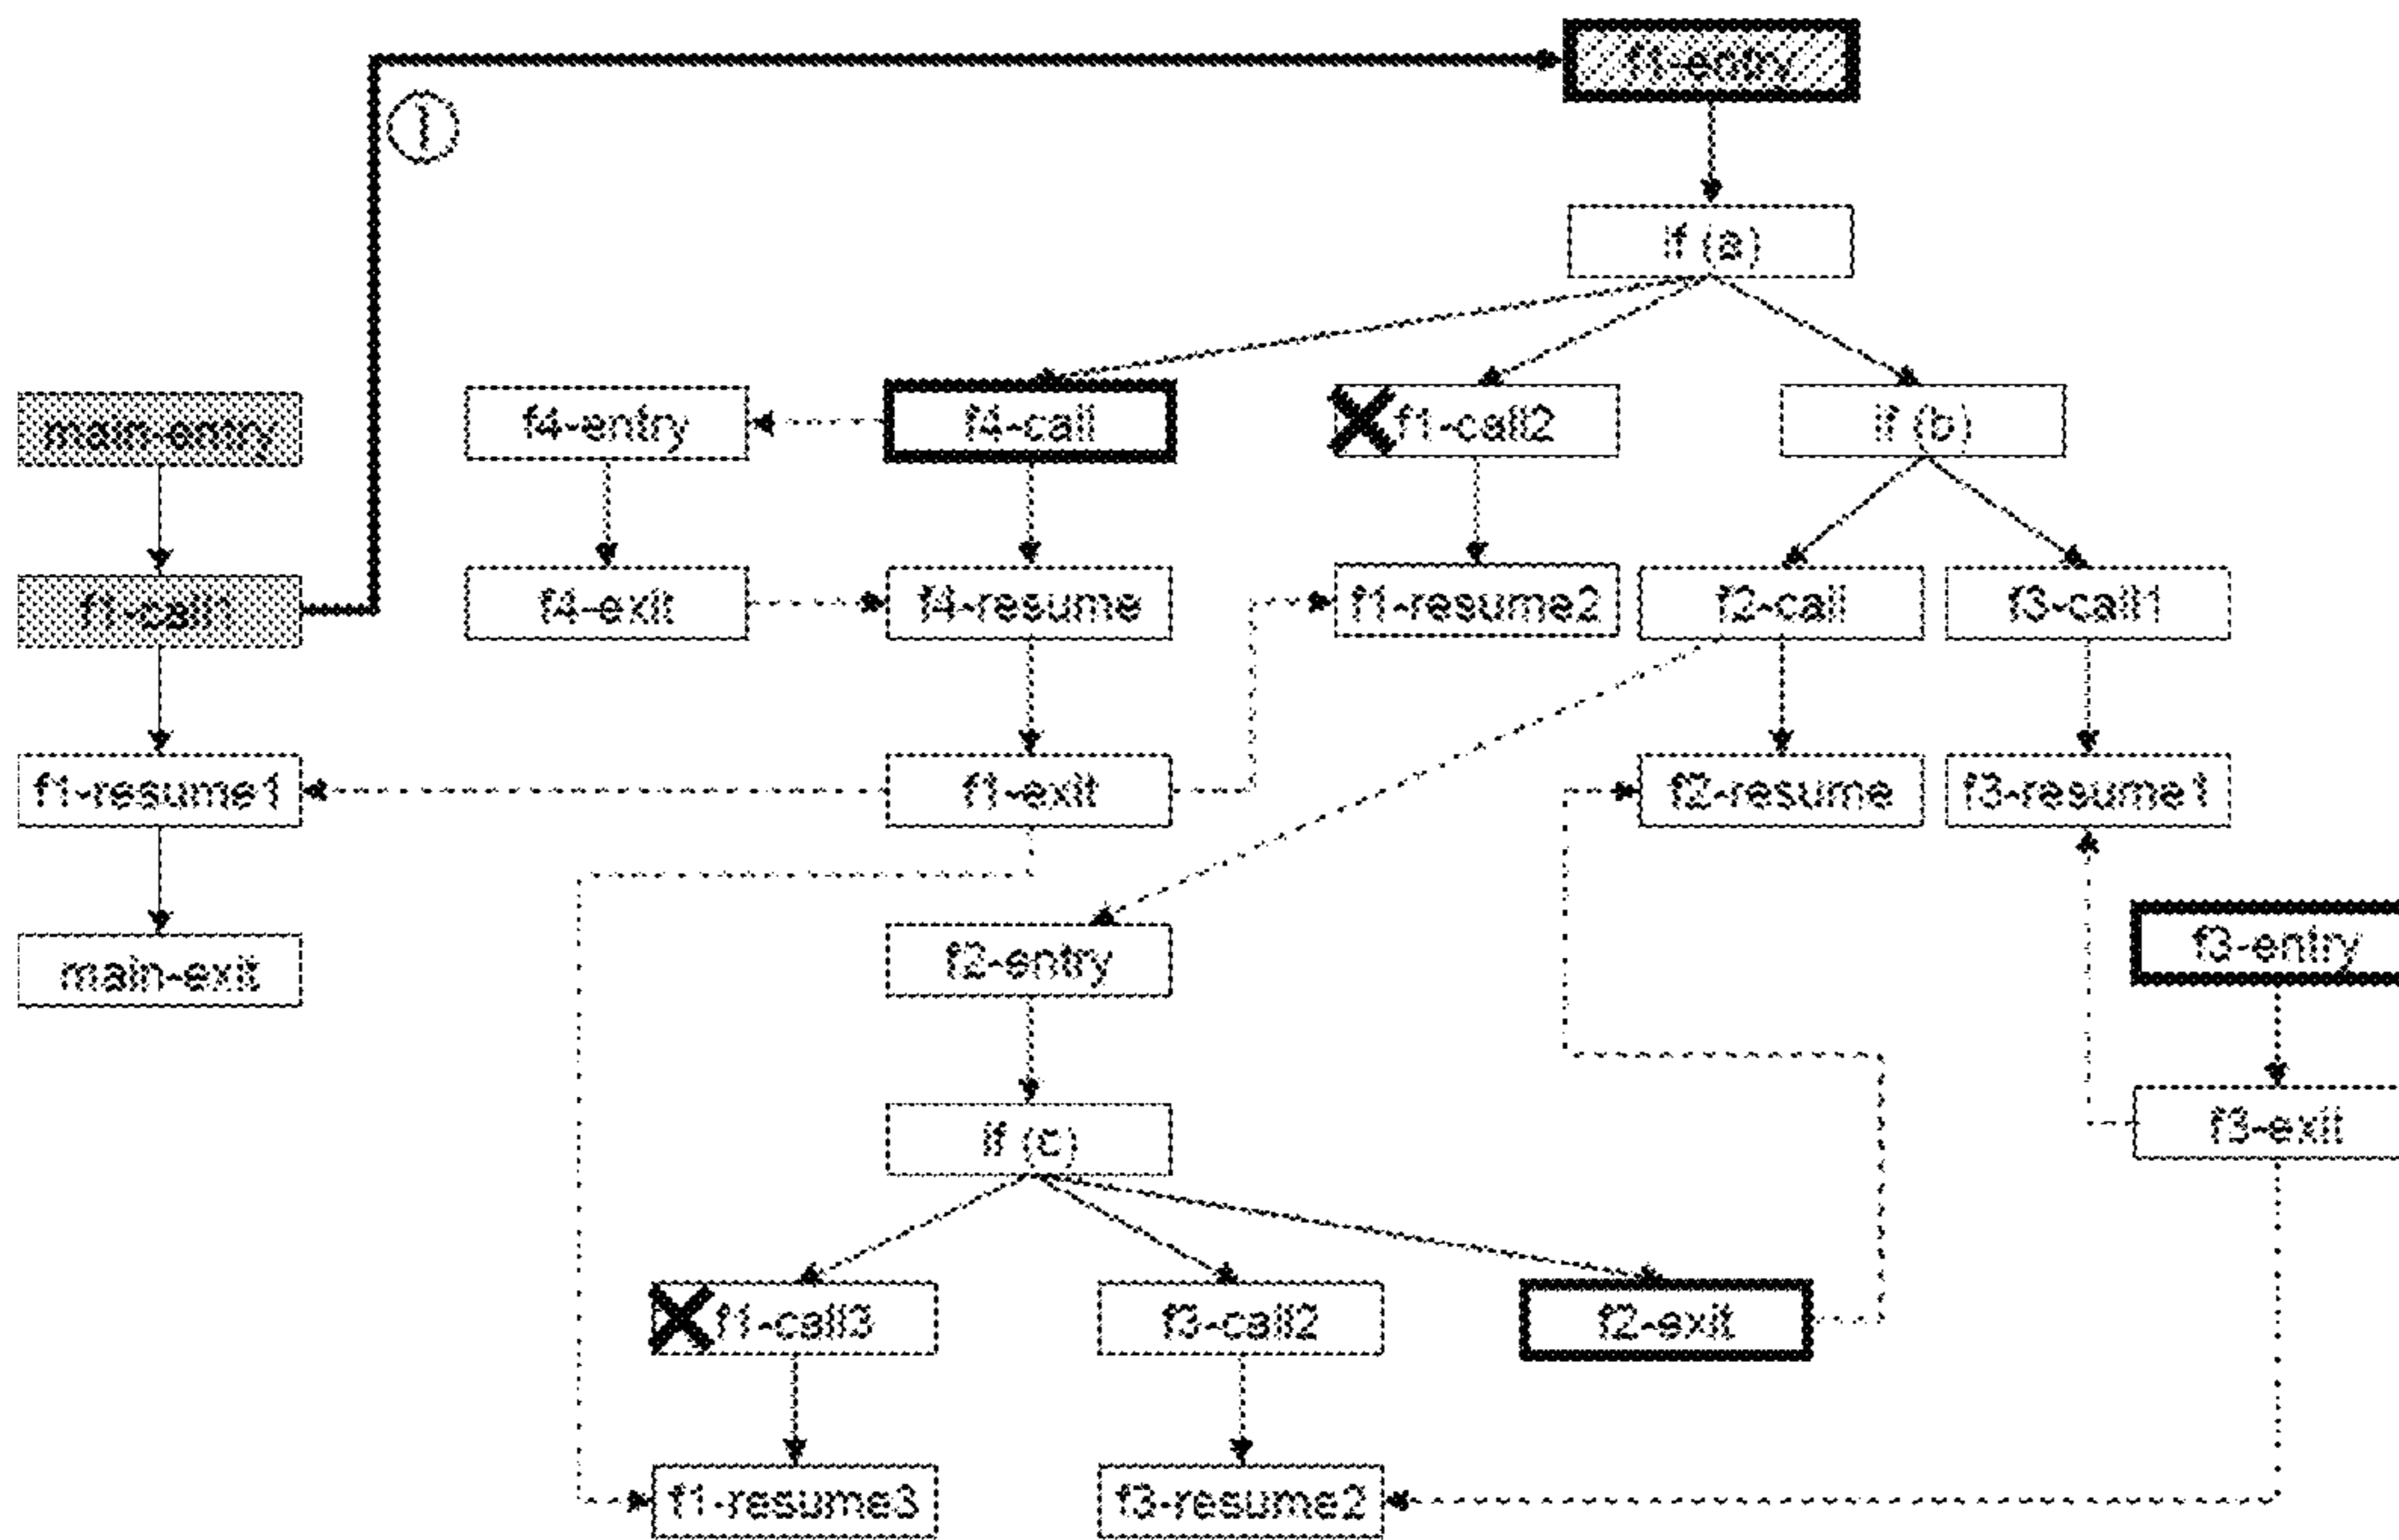 f1-entry
1
if (a)
main-entry
f4-entry
f4-call
f1-call2
if (b)
f1-call1
f4-exit
f4-resume
f1-resume2
f2-call
f3-call1
f1-resume1
f1-exit
f2-resume
f3-resume1
main-exit
f2-entry
f3-entry
if (c)
f3-exit
f1-call3
f3-call2
f2-exit
f1-resume3
f3-resume2